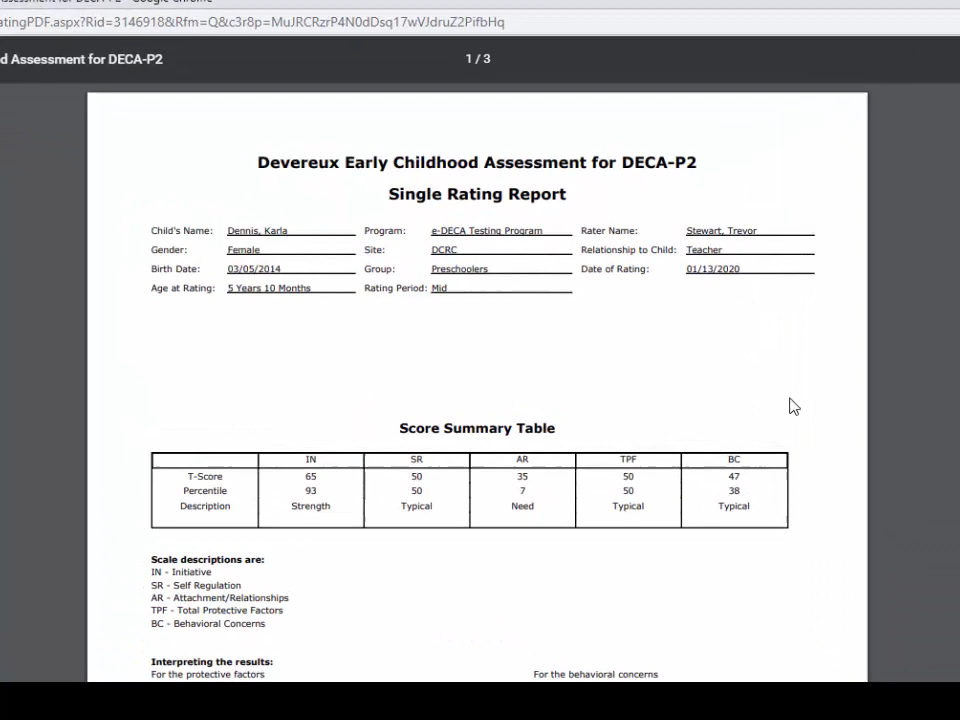 atingPDF.aspx?Rid=3146918&Rfm=Q&c3r8p=MuJRCRzrP4N0dDsq17wVJdruZ2PifbHq
d Assessment for DECA-P2 1 / 3
Devereux Early Childhood Assessment for DECA-P2
Single Rating Report
Child's Name: Dennis, Karla Program: e-DECA Testing Program Rater Name: Stewart, Trevor
Gender: Female Site: DCRC Relationship to Child: Teacher
Birth Date: 03/05/2014 Group: Preschoolers Date of Rating: 01/13/2020
Age at Rating: 5 Years 10 Months Rating Period: Mid
Score Summary Table
IN SR AR TPF BC
T-Score 65 50 35 50 47
Percentile 93 50 7 50 38
Description Strength Typical Need Typical Typical
Scale descriptions are:
IN - Initiative
SR - Self Regulation
AR - Attachment/Relationships
TPF - Total Protective Factors
BC - Behavioral Concerns
Interpreting the results:
For the protective factors For the behavioral concerns